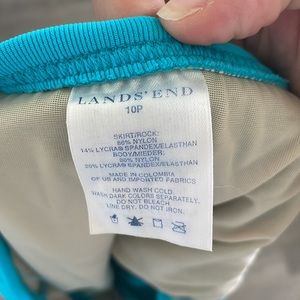 LANDS' END
10P
SKIRT/ROCK:
86% NYLON
14% LYCRA® SPANDEX/ELASTHAN
BODY/MIEDER:
80% NYLON
20% LYCRA® SPANDEX/ELASTHAN
MADE IN COLOMBIA
OF US AND IMPORTED FABRICS
HAND WASH COLD.
WASH DARK COLORS SEPARATELY.
DO NOT BLEACH.
LINE DRY. DO NOT IRON.